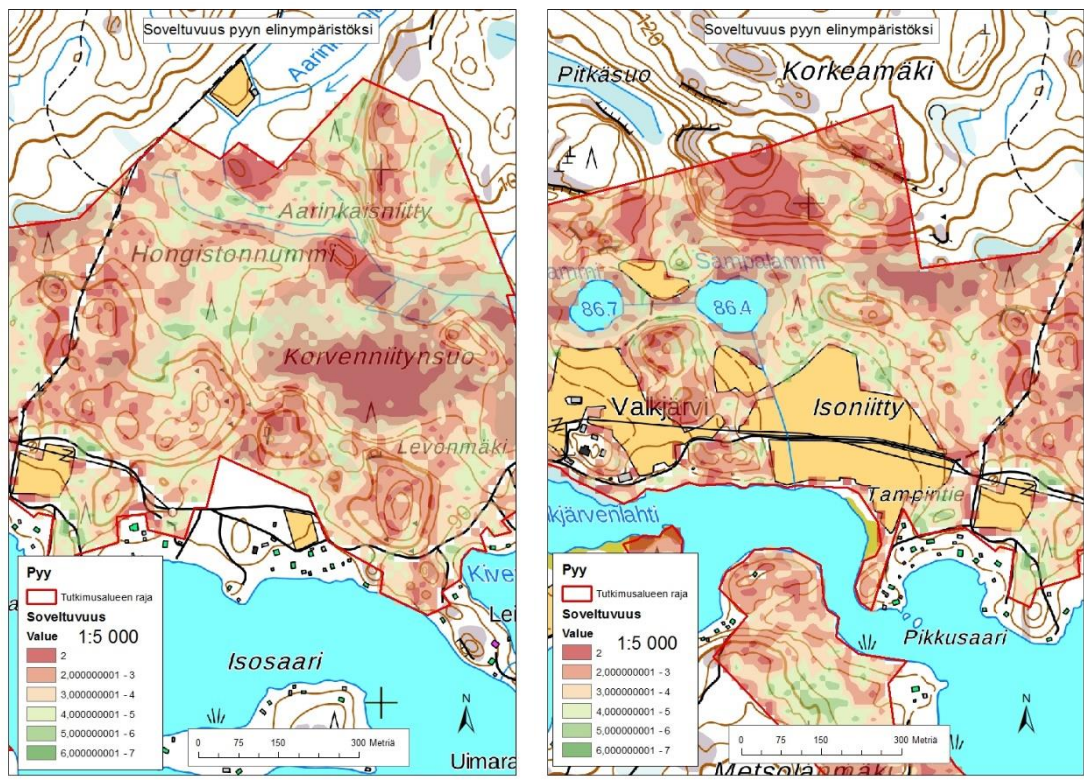 Soveltuvuus pyyn elinympäristöksi
Aarinkaisniitty
Hongistonnummi
Korvenniitynsuo
Levonmäki
90
Isosaari
Kive
Lei
Uimara
Pyy
Tutkimusalueen raja
Soveltuvuus
Value 1:5 000
2
2,000000001 - 3
3,000000001 - 4
4,000000001 - 5
5,000000001 - 6
6,000000001 - 7
N
0 75 150 300 Metriä
Soveltuvuus pyyn elinympäristöksi
120
Pitkäsuo
Korkeamäki
ammi
Sampalammi
86.7
86.4
Valkjärvi
Isoniitty
Tampintie
kjärvenlahti
Pikkusaari
Metsolanmäki
Pyy
Tutkimusalueen raja
Soveltuvuus
Value 1:5 000
2
2,000000001 - 3
3,000000001 - 4
4,000000001 - 5
5,000000001 - 6
6,000000001 - 7
N
0 75 150 300 Metriä